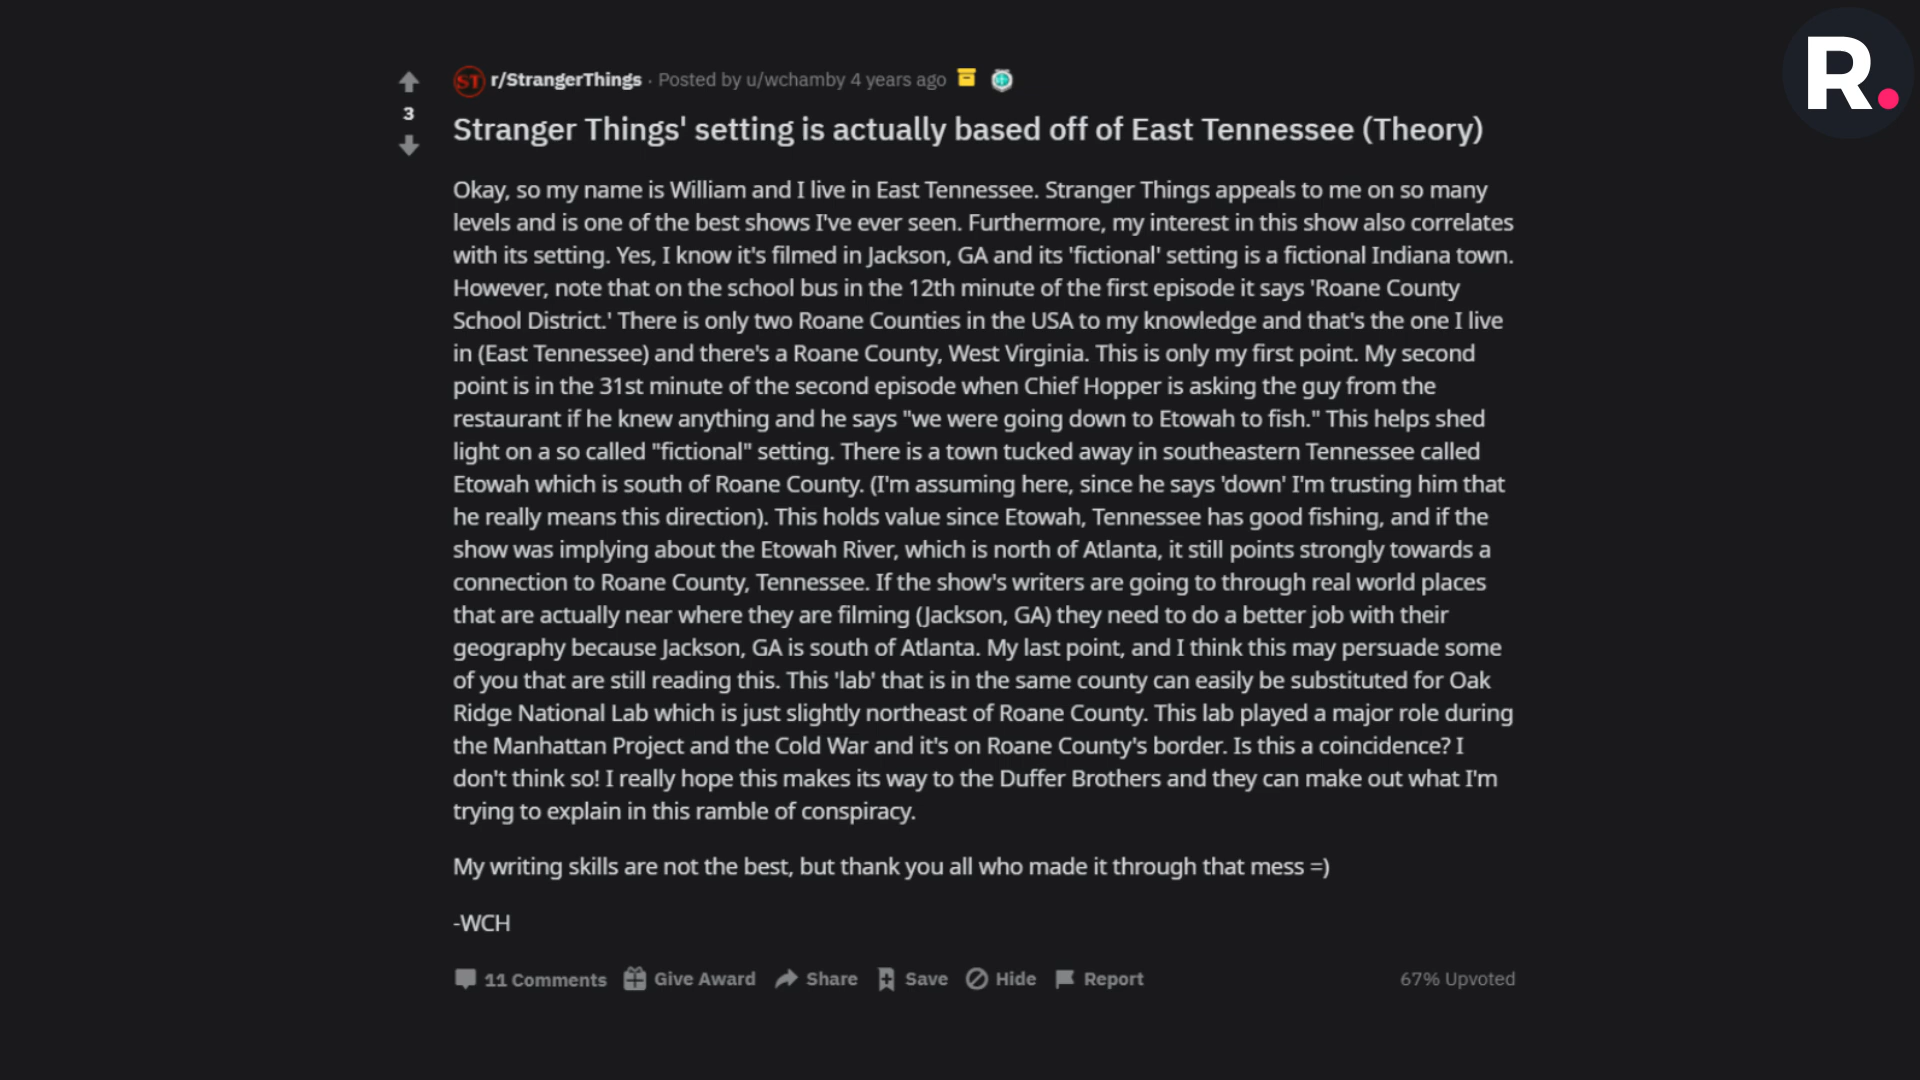 R.
ST r/StrangerThings · Posted by u/wchamby 4 years ago
3
Stranger Things' setting is actually based off of East Tennessee (Theory)
Okay, so my name is William and I live in East Tennessee. Stranger Things appeals to me on so many
levels and is one of the best shows I've ever seen. Furthermore, my interest in this show also correlates
with its setting. Yes, I know it's filmed in Jackson, GA and its 'fictional' setting is a fictional Indiana town.
However, note that on the school bus in the 12th minute of the first episode it says 'Roane County
School District.' There is only two Roane Counties in the USA to my knowledge and that's the one I live
in (East Tennessee) and there's a Roane County, West Virginia. This is only my first point. My second
point is in the 31st minute of the second episode when Chief Hopper is asking the guy from the
restaurant if he knew anything and he says "we were going down to Etowah to fish." This helps shed
light on a so called "fictional" setting. There is a town tucked away in southeastern Tennessee called
Etowah which is south of Roane County. (I'm assuming here, since he says 'down' I'm trusting him that
he really means this direction). This holds value since Etowah, Tennessee has good fishing, and if the
show was implying about the Etowah River, which is north of Atlanta, it still points strongly towards a
connection to Roane County, Tennessee. If the show's writers are going to through real world places
that are actually near where they are filming (Jackson, GA) they need to do a better job with their
geography because Jackson, GA is south of Atlanta. My last point, and I think this may persuade some
of you that are still reading this. This 'lab' that is in the same county can easily be substituted for Oak
Ridge National Lab which is just slightly northeast of Roane County. This lab played a major role during
the Manhattan Project and the Cold War and it's on Roane County's border. Is this a coincidence? I
don't think so! I really hope this makes its way to the Duffer Brothers and they can make out what I'm
trying to explain in this ramble of conspiracy.
My writing skills are not the best, but thank you all who made it through that mess =)
-WCH
11 Comments Give Award Share Save Hide Report 67% Upvoted